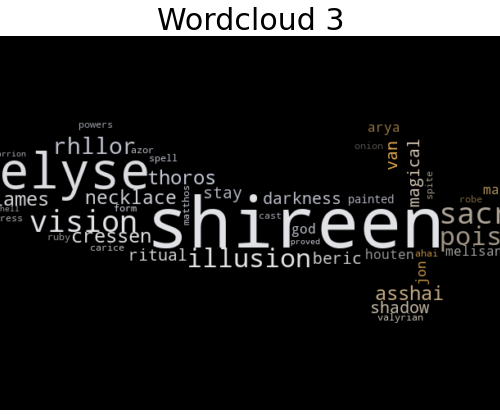 Wordcloud 3
powers
arya
rhllor
azor
onion
van
magical
arrion
spell
elyse
thoros
spite
ames
necklace
matthos
stay
darkness
painted
robe
ma
hell
form
shireen
ress
vision
cast
god
sacr
ruby
cressen
proved
pois
carice
ritual
illusion
beric
houten
ahai
melisan
jon
asshai
shadow
valyrian